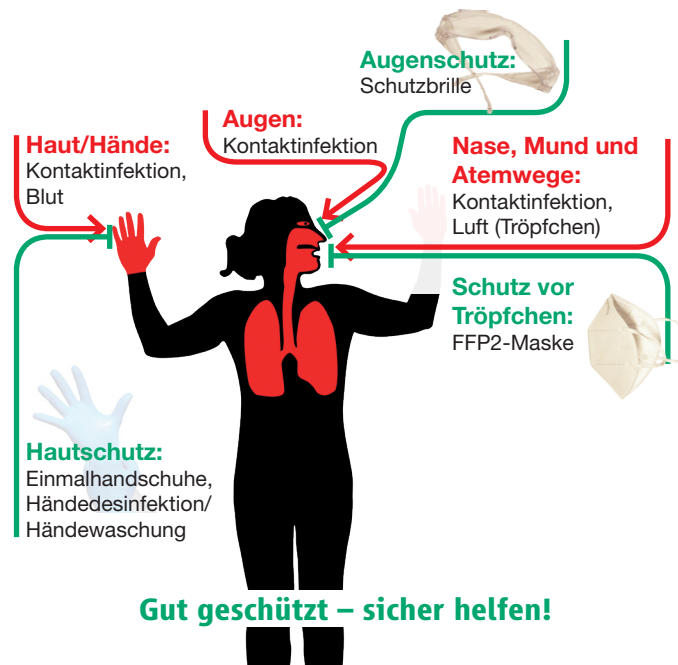 Augenschutz:
Schutzbrille
Augen:
Kontaktinfektion
Haut/Hände:
Kontaktinfektion,
Blut
Nase, Mund und
Atemwege:
Kontaktinfektion,
Luft (Tröpfchen)
Schutz vor
Tröpfchen:
FFP2-Maske
Hautschutz:
Einmalhandschuhe,
Händedesinfektion/
Händewaschung
Gut geschützt – sicher helfen!